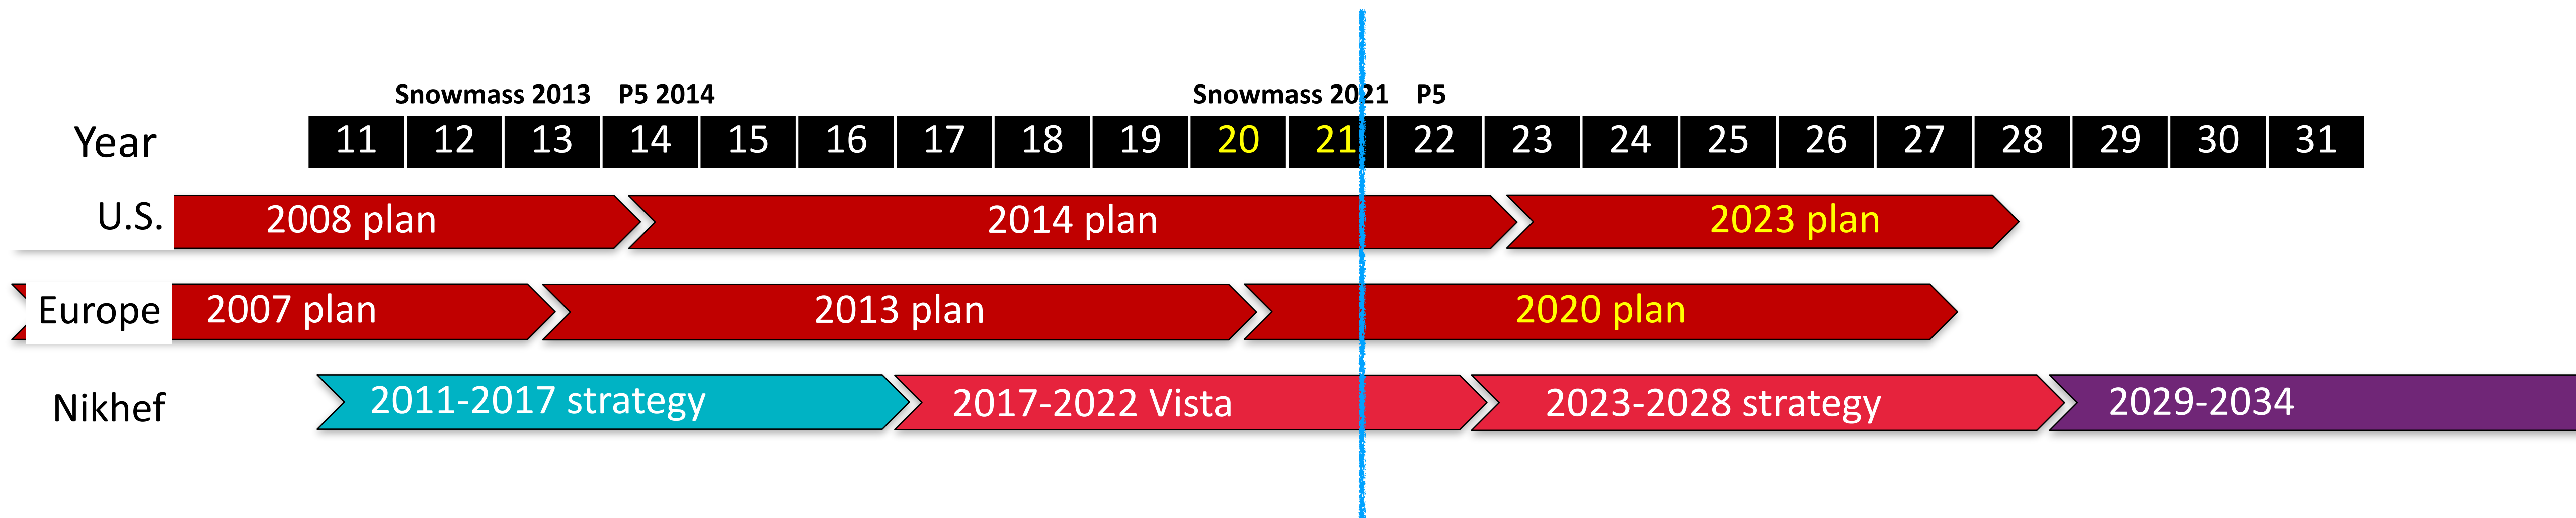 Snowmass 2013 P5 2014 Snowmass 2021 P5
Year 11 12 13 14 15 16 17 18 19 20 21 22 23 24 25 26 27 28 29 30 31
U.S. 2008 plan 2014 plan 2023 plan
Europe 2007 plan 2013 plan 2020 plan
Nikhef 2011-2017 strategy 2017-2022 Vista 2023-2028 strategy 2029-2034